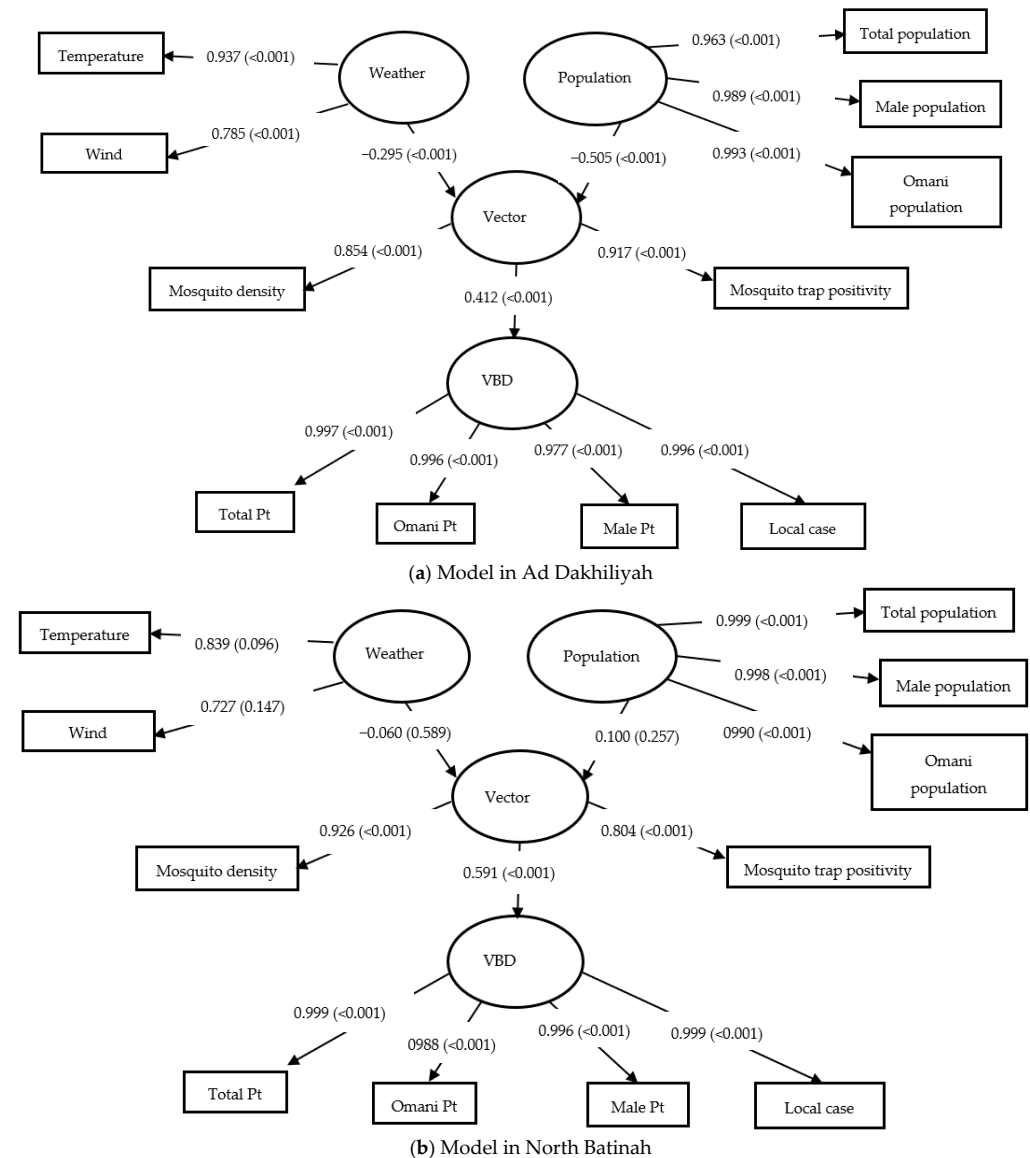 Temperature
0.937 (<0.001)
Weather
Population
0.963 (<0.001)
Total population
0.785 (<0.001)
Wind
0.989 (<0.001)
Male population
−0.295 (<0.001)
−0.505 (<0.001)
0.993 (<0.001)
Omani
population
Vector
0.854 (<0.001)
0.917 (<0.001)
Mosquito density
Mosquito trap positivity
0.412 (<0.001)
VBD
0.997 (<0.001)
0.996 (<0.001)
0.977 (<0.001)
0.996 (<0.001)
Total Pt
Omani Pt
Male Pt
Local case
(a) Model in Ad Dakhiliyah
Temperature
0.839 (0.096)
Weather
Population
0.999 (<0.001)
Total population
0.727 (0.147)
Wind
0.998 (<0.001)
Male population
−0.060 (0.589)
0.100 (0.257)
0990 (<0.001)
Omani
population
Vector
0.926 (<0.001)
0.804 (<0.001)
Mosquito density
Mosquito trap positivity
0.591 (<0.001)
VBD
0.999 (<0.001)
0988 (<0.001)
0.996 (<0.001)
0.999 (<0.001)
Total Pt
Omani Pt
Male Pt
Local case
(b) Model in North Batinah